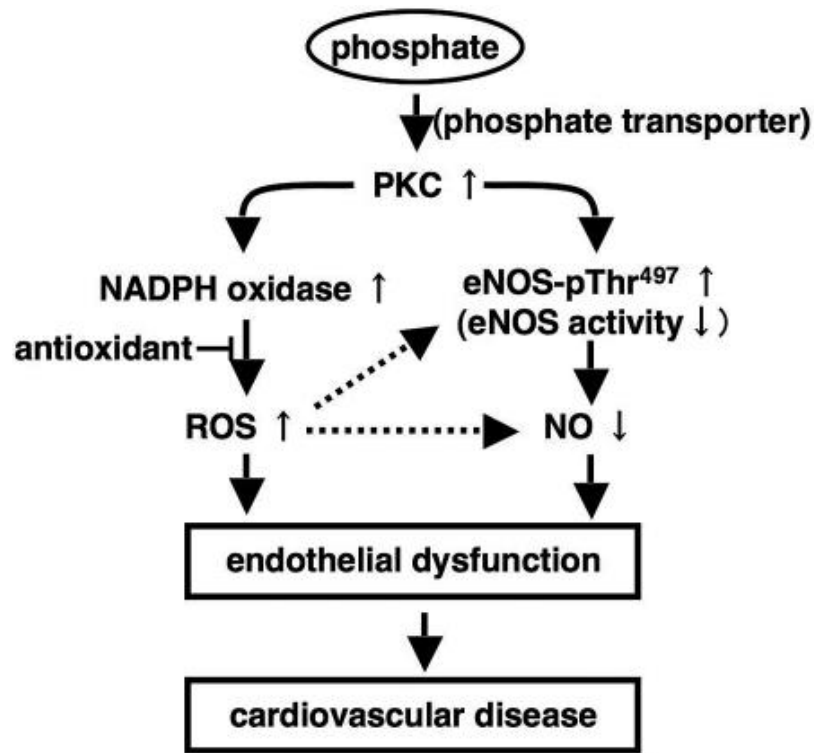 phosphate
(phosphate transporter)
PKC ↑
NADPH oxidase ↑
eNOS-pThr⁴⁹⁷ ↑
(eNOS activity ↓)
antioxidant
ROS ↑
NO ↓
endothelial dysfunction
cardiovascular disease